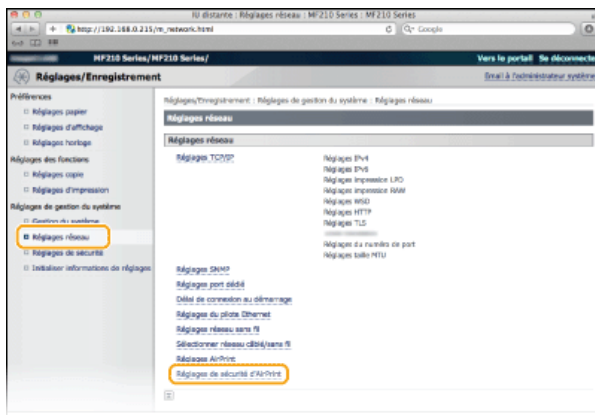 IU distante : Réglages réseau : MF210 Series : MF210 Series
http://192.168.0.215/m_network.html
Q- Google
MF210 Series/MF210 Series/
Vers le portail Se déconnecte
Réglages/Enregistrement
Email à l'administrateur système
Préférences
Réglages papier
Réglages d'affichage
Réglages horloge
Réglages des fonctions
Réglages copie
Réglages d'impression
Réglages de gestion du système
Gestion du système
Réglages réseau
Réglages de sécurité
Initialiser informations de réglages
Réglages/Enregistrement : Réglages de gestion du système : Réglages réseau
Réglages réseau
Réglages réseau
Réglages TCP/IP
Réglages IPv4
Réglages IPv6
Réglages impression LPD
Réglages impression RAW
Réglages WSD
Réglages HTTP
Réglages TLS
Réglages du numéro de port
Réglages taille MTU
Réglages SNMP
Réglages port dédié
Délai de connexion au démarrage
Réglages du pilote Ethernet
Réglages réseau sans fil
Sélectionner réseau câblé/sans fil
Réglages AirPrint
Réglages de sécurité d'AirPrint